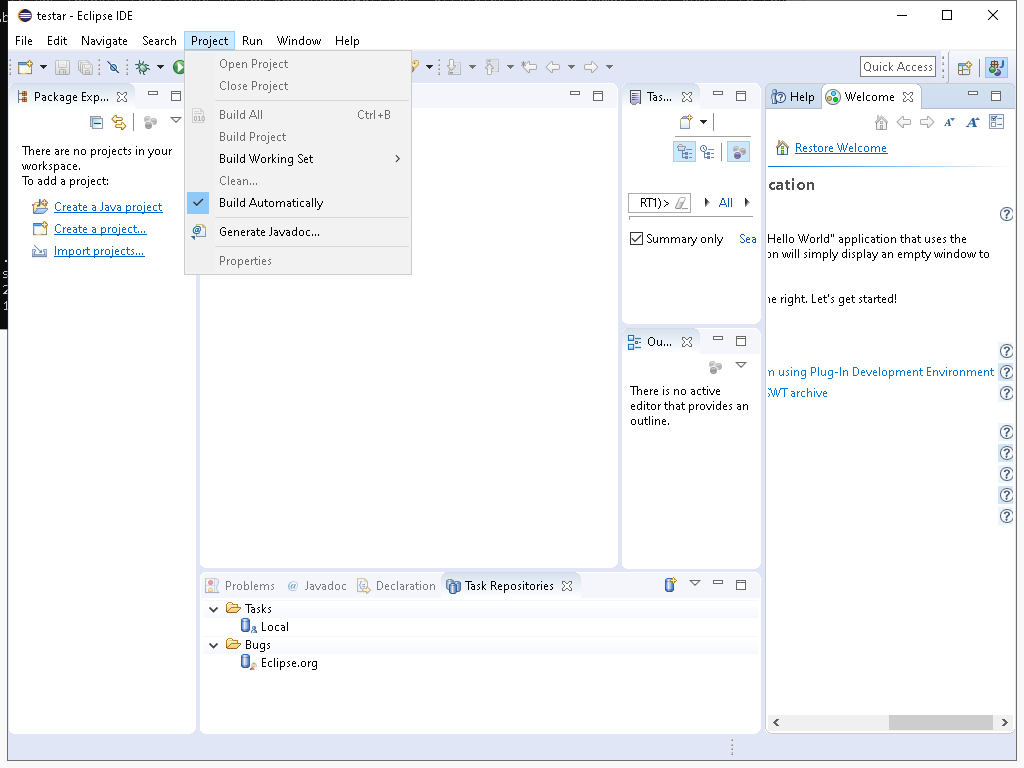 testar - Eclipse IDE
File Edit Navigate Search Project Run Window Help
Quick Access
Package Exp...
There are no projects in your
workspace.
To add a project:
Create a Java project
Create a project...
Import projects...
Open Project
Close Project
Build All Ctrl+B
Build Project
Build Working Set
Clean...
Build Automatically
Generate Javadoc...
Properties
Tas...
RT1)> All
Summary only Sea
Ou...
There is no active
editor that provides an
outline.
Help Welcome
Restore Welcome
cation
Hello World" application that uses the
on will simply display an empty window to
he right. Let's get started!
n using Plug-In Development Environment
SWT archive
Problems @ Javadoc Declaration Task Repositories
Tasks
Local
Bugs
Eclipse.org